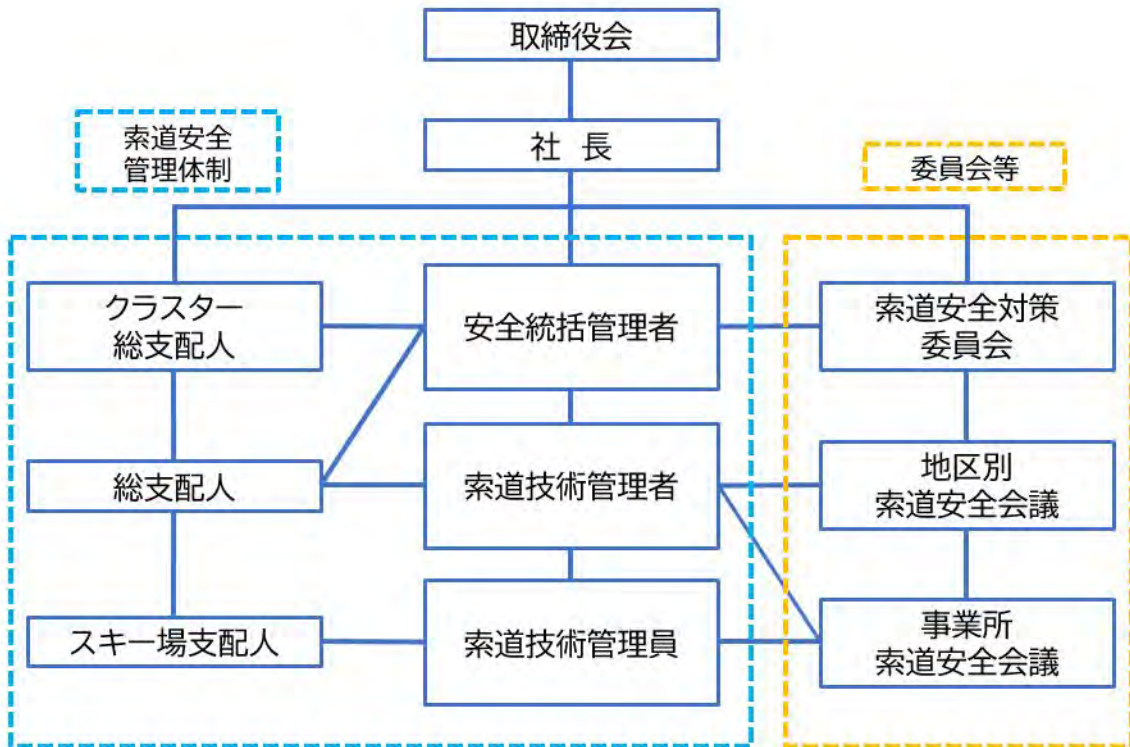 取締役会
社 長
索道安全
管理体制
委員会等
クラスター
総支配人
安全統括管理者
索道安全対策
委員会
総支配人
索道技術管理者
地区別
索道安全会議
スキー場支配人
索道技術管理員
事業所
索道安全会議